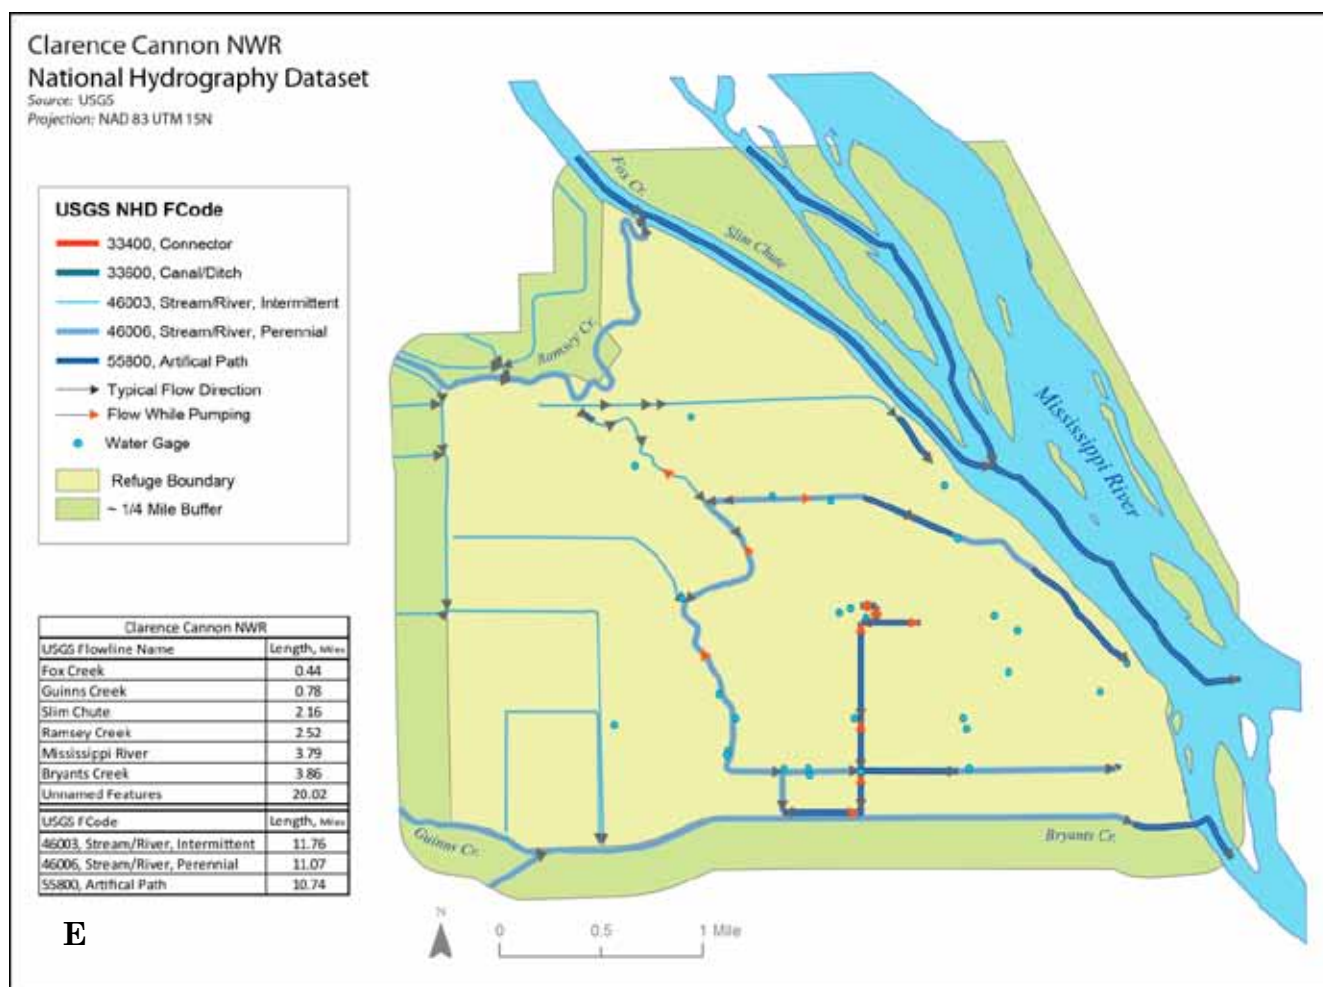 Clarence Cannon NWR
National Hydrography Dataset
Source: USGS
Projection: NAD 83 UTM 15N
USGS NHD FCode
33400, Connector
33600, Canal/Ditch
46003, Stream/River, Intermittent
46006, Stream/River, Perennial
55800, Artifical Path
Typical Flow Direction
Flow While Pumping
Water Gage
Refuge Boundary
~ 1/4 Mile Buffer
Fox Cr.
Slim Chute
Ramsey Cr.
Mississippi River
Guinns Cr.
Bryants Cr.
Clarence Cannon NWR
USGS Flowline Name Length, Miles
Fox Creek 0.44
Guinns Creek 0.78
Slim Chute 2.16
Ramsey Creek 2.52
Mississippi River 3.79
Bryants Creek 3.86
Unnamed Features 20.02
USGS FCode Length, Miles
46003, Stream/River, Intermittent 11.76
46006, Stream/River, Perennial 11.07
55800, Artifical Path 10.74
E
N
0 0.5 1 Mile